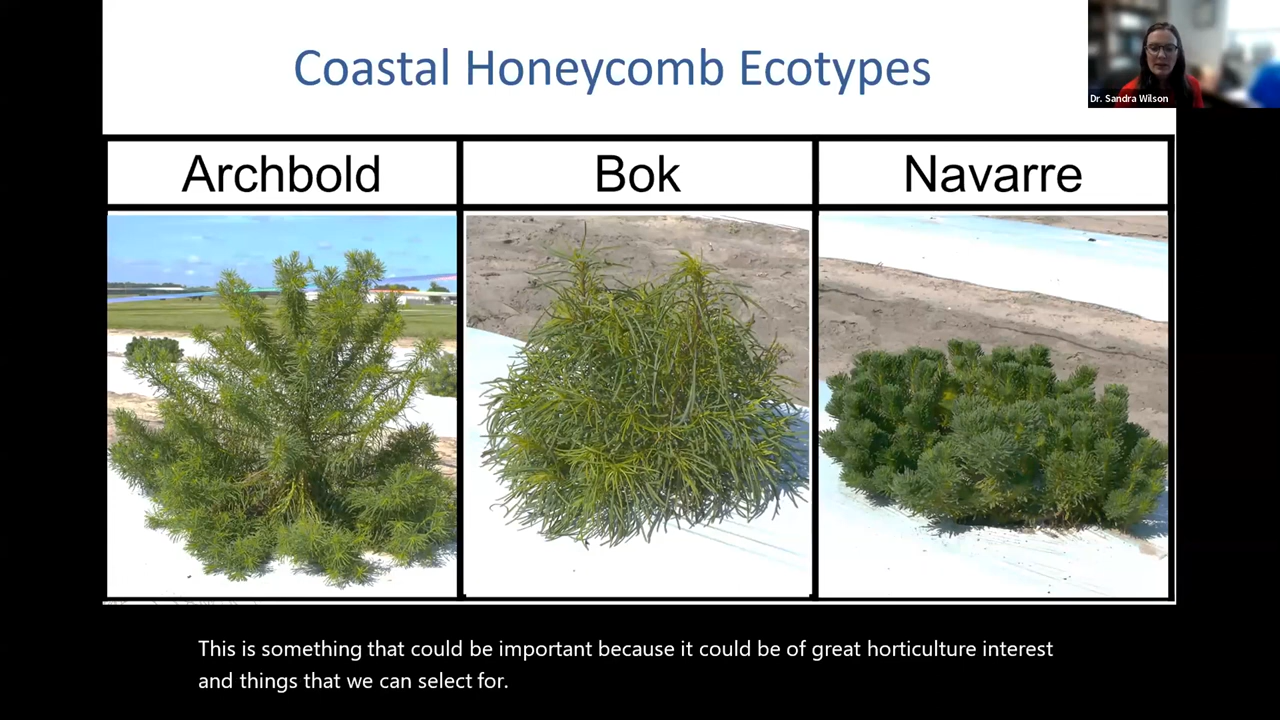 Coastal Honeycomb Ecotypes
Dr. Sandra Wilson
Archbold
Bok
Navarre
This is something that could be important because it could be of great horticulture interest
and things that we can select for.